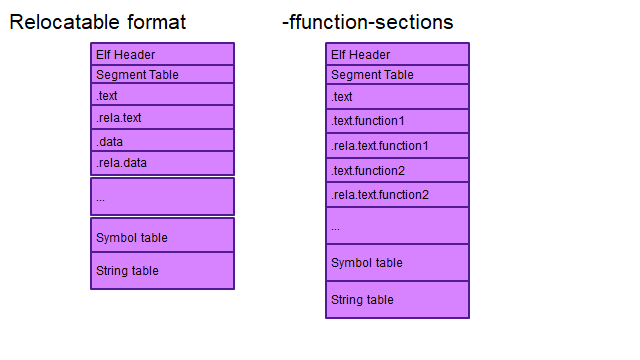 Relocatable format
Elf Header
Segment Table
.text
.rela.text
.data
.rela.data
...
Symbol table
String table
-ffunction-sections
Elf Header
Segment Table
.text
.text.function1
.rela.text.function1
.text.function2
.rela.text.function2
...
Symbol table
String table